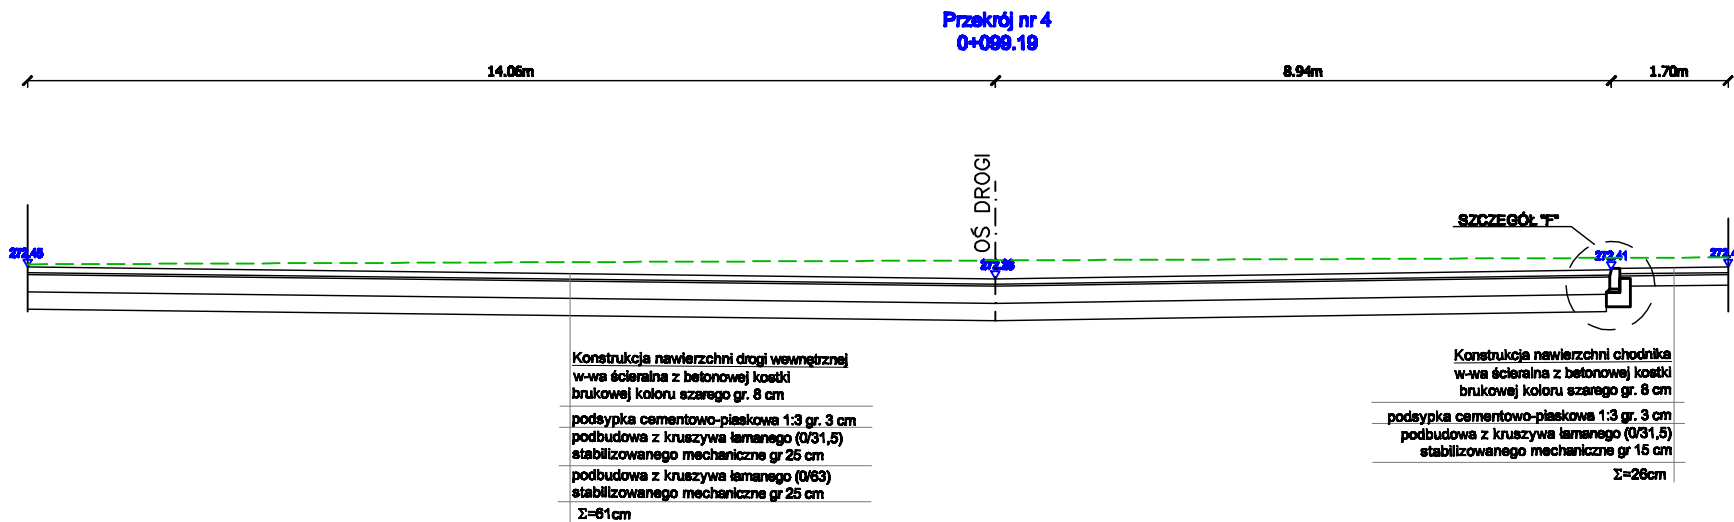 Przekrój nr 4
0+099.19
14.06m
8.94m
1.70m
OŚ DROGI
SZCZEGÓŁ "F"
272.45
272.41
Konstrukcja nawierzchni drogi wewnętrznej
w-wa ścieralna z betonowej kostki
brukowej koloru szarego gr. 8 cm
podsypka cementowo-piaskowa 1:3 gr. 3 cm
podbudowa z kruszywa łamanego (0/31,5)
stabilizowanego mechaniczne gr 25 cm
podbudowa z kruszywa łamanego (0/63)
stabilizowanego mechaniczne gr 25 cm
Σ=61cm
Konstrukcja nawierzchni chodnika
w-wa ścieralna z betonowej kostki
brukowej koloru szarego gr. 8 cm
podsypka cementowo-piaskowa 1:3 gr. 3 cm
podbudowa z kruszywa łamanego (0/31,5)
stabilizowanego mechaniczne gr 15 cm
Σ=26cm